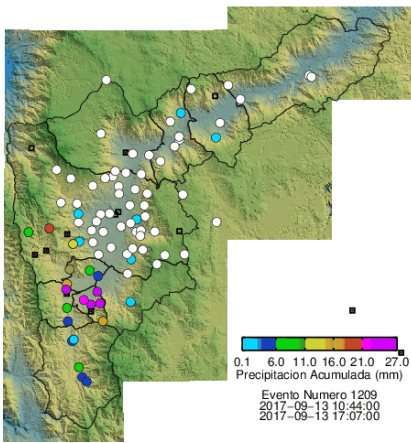 0.1 6.0 11.0 16.0 21.0 27.0
Precipitacion Acumulada (mm)
Evento Numero 1209
2017-09-13 10:44:00
2017-09-13 17:07:00